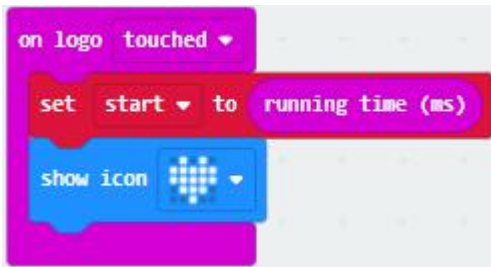 on logo touched
set start to running time (ms)
show icon